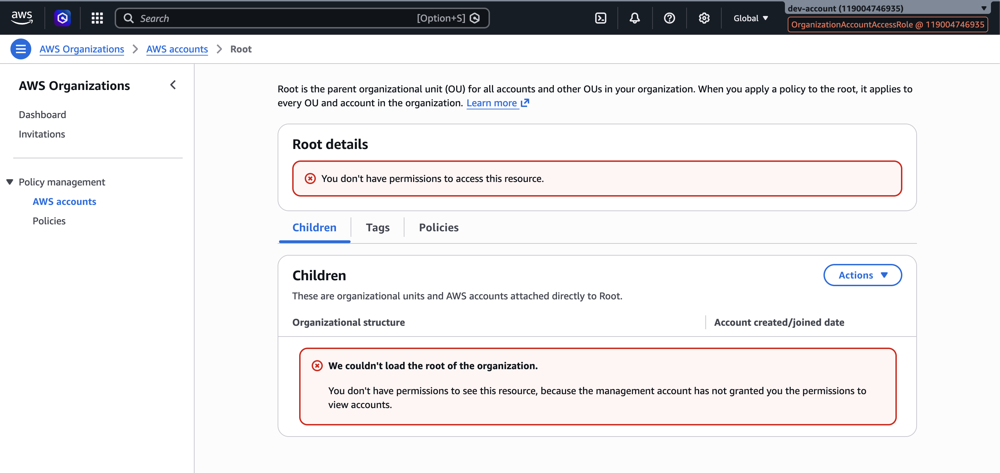 aws
Search
[Option+S]
Global
dev-account (119004746935)
OrganizationAccountAccessRole @ 119004746935
AWS Organizations
AWS accounts
Root
AWS Organizations
Dashboard
Invitations
Policy management
AWS accounts
Policies
Root is the parent organizational unit (OU) for all accounts and other OUs in your organization. When you apply a policy to the root, it applies to
every OU and account in the organization. Learn more
Root details
You don't have permissions to access this resource.
Children
Tags
Policies
Children
Actions
These are organizational units and AWS accounts attached directly to Root.
Organizational structure
Account created/joined date
We couldn't load the root of the organization.
You don't have permissions to see this resource, because the management account has not granted you the permissions to
view accounts.